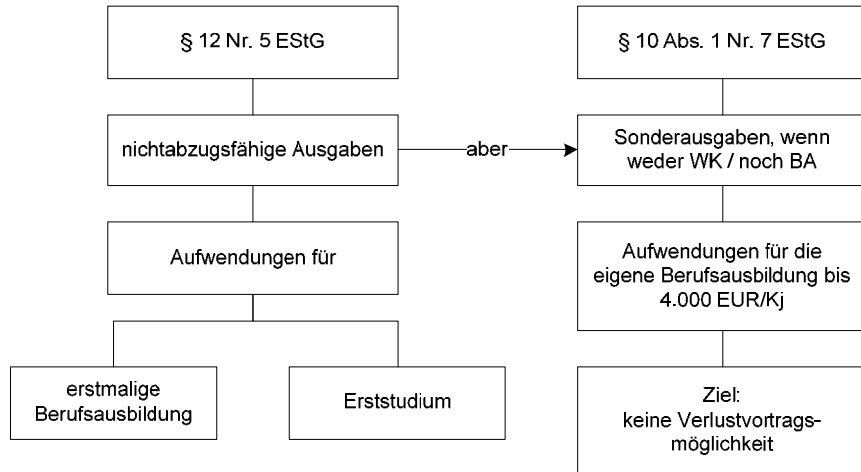 § 12 Nr. 5 EStG
nichtabzugsfähige Ausgaben
Aufwendungen für
erstmalige
Berufsausbildung
Erststudium
aber
§ 10 Abs. 1 Nr. 7 EStG
Sonderausgaben, wenn
weder WK / noch BA
Aufwendungen für die
eigene Berufsausbildung bis
4.000 EUR/Kj
Ziel:
keine Verlustvortrags-
möglichkeit